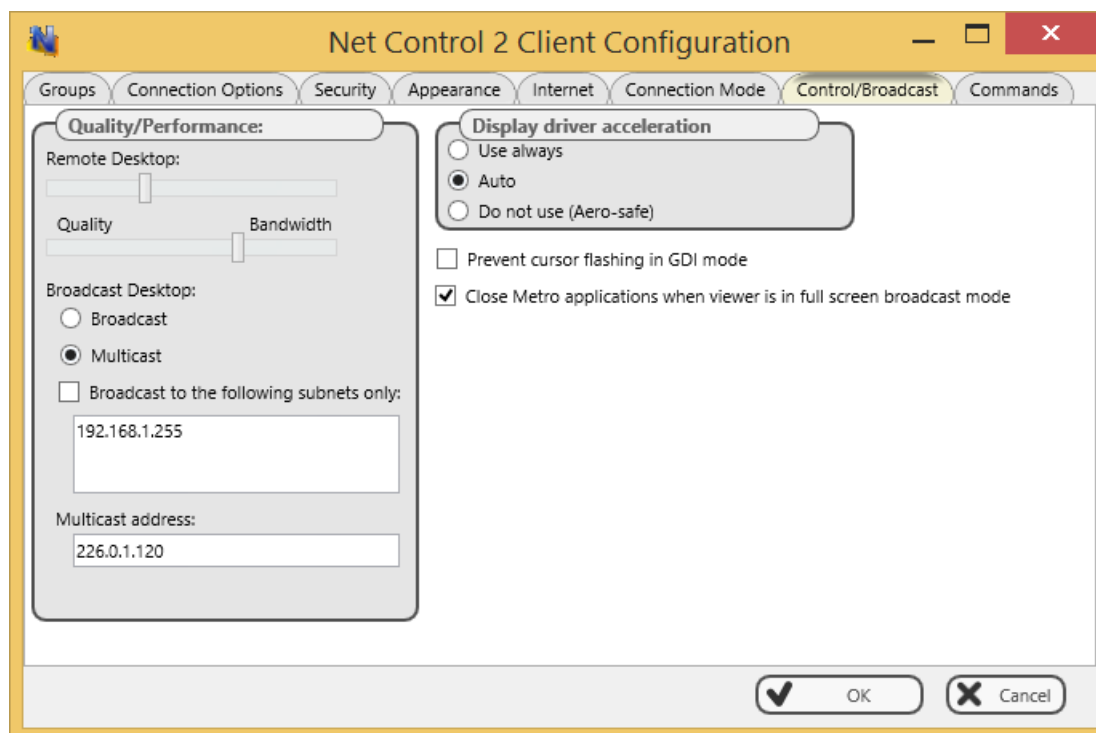 Net Control 2 Client Configuration
Groups Connection Options Security Appearance Internet Connection Mode Control/Broadcast Commands
Quality/Performance:
Remote Desktop:
Quality Bandwidth
Broadcast Desktop:
Broadcast
Multicast
Broadcast to the following subnets only:
192.168.1.255
Multicast address:
226.0.1.120
Display driver acceleration
Use always
Auto
Do not use (Aero-safe)
Prevent cursor flashing in GDI mode
Close Metro applications when viewer is in full screen broadcast mode
OK Cancel